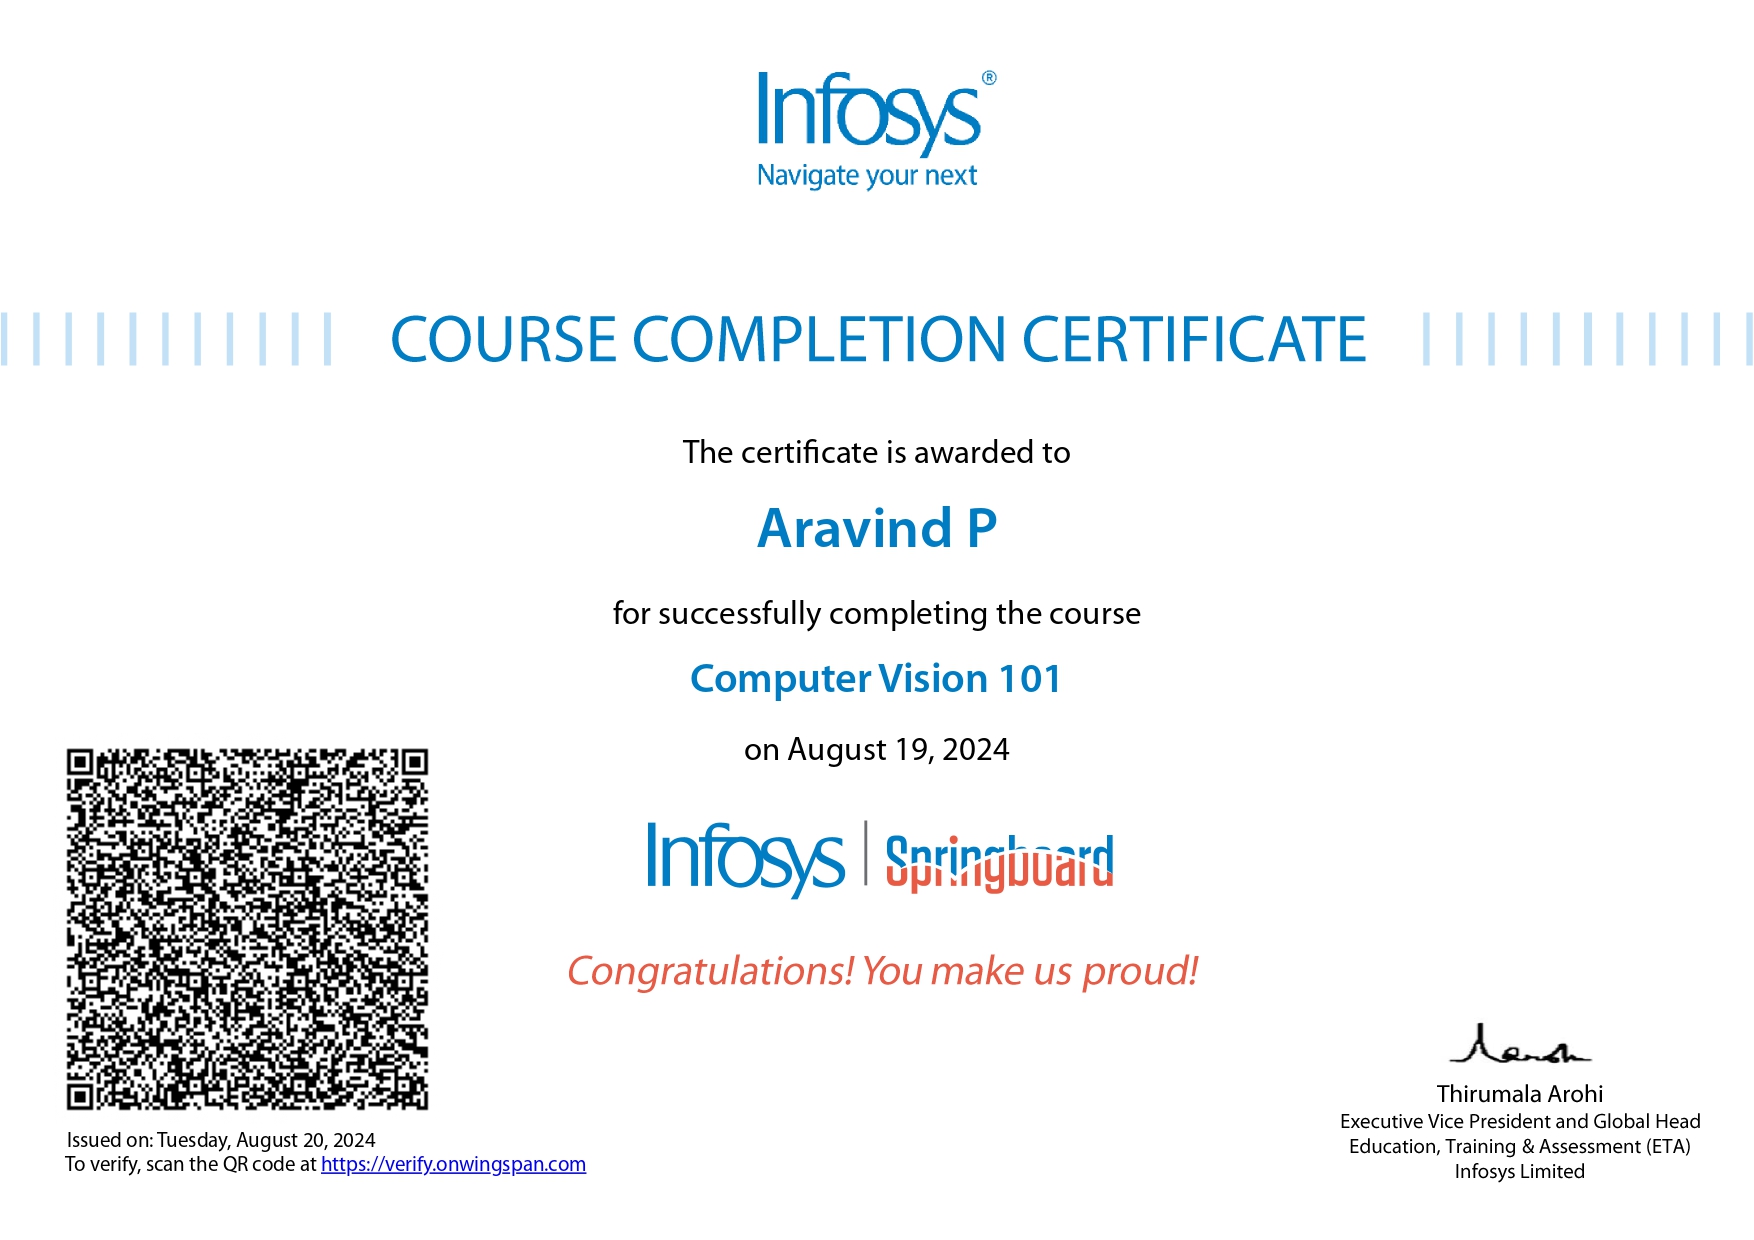 Infosys®
Navigate your next
COURSE COMPLETION CERTIFICATE
The certificate is awarded to
Aravind P
for successfully completing the course
Computer Vision 101
on August 19, 2024
Infosys | Springboard
Congratulations! You make us proud!
Issued on: Tuesday, August 20, 2024
To verify, scan the QR code at https://verify.onwingspan.com
Thirumala Arohi
Executive Vice President and Global Head
Education, Training & Assessment (ETA)
Infosys Limited